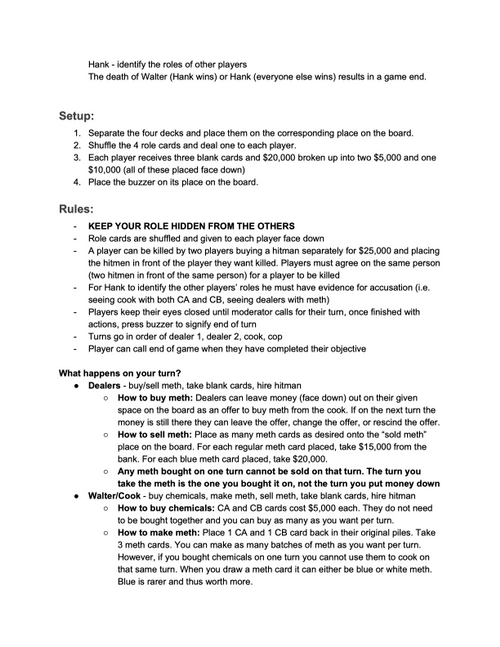 Hank - identify the roles of other players
The death of Walter (Hank wins) or Hank (everyone else wins) results in a game end.
Setup:
1. Separate the four decks and place them on the corresponding place on the board.
2. Shuffle the 4 role cards and deal one to each player.
3. Each player receives three blank cards and $20,000 broken up into two $5,000 and one
$10,000 (all of these placed face down)
4. Place the buzzer on its place on the board.
Rules:
- KEEP YOUR ROLE HIDDEN FROM THE OTHERS
- Role cards are shuffled and given to each player face down
- A player can be killed by two players buying a hitman separately for $25,000 and placing
the hitmen in front of the player they want killed. Players must agree on the same person
(two hitmen in front of the same person) for a player to be killed
- For Hank to identify the other players' roles he must have evidence for accusation (i.e.
seeing cook with both CA and CB, seeing dealers with meth)
- Players keep their eyes closed until moderator calls for their turn, once finished with
actions, press buzzer to signify end of turn
- Turns go in order of dealer 1, dealer 2, cook, cop
- Player can call end of game when they have completed their objective
What happens on your turn?
● Dealers - buy/sell meth, take blank cards, hire hitman
○ How to buy meth: Dealers can leave money (face down) out on their given
space on the board as an offer to buy meth from the cook. If on the next turn the
money is still there they can leave the offer, change the offer, or rescind the offer.
○ How to sell meth: Place as many meth cards as desired onto the "sold meth"
place on the board. For each regular meth card placed, take $15,000 from the
bank. For each blue meth card placed, take $20,000.
○ Any meth bought on one turn cannot be sold on that turn. The turn you
take the meth is the one you bought it on, not the turn you put money down
● Walter/Cook - buy chemicals, make meth, sell meth, take blank cards, hire hitman
○ How to buy chemicals: CA and CB cards cost $5,000 each. They do not need
to be bought together and you can buy as many as you want per turn.
○ How to make meth: Place 1 CA and 1 CB card back in their original piles. Take
3 meth cards. You can make as many batches of meth as you want per turn.
However, if you bought chemicals on one turn you cannot use them to cook on
that same turn. When you draw a meth card it can either be blue or white meth.
Blue is rarer and thus worth more.